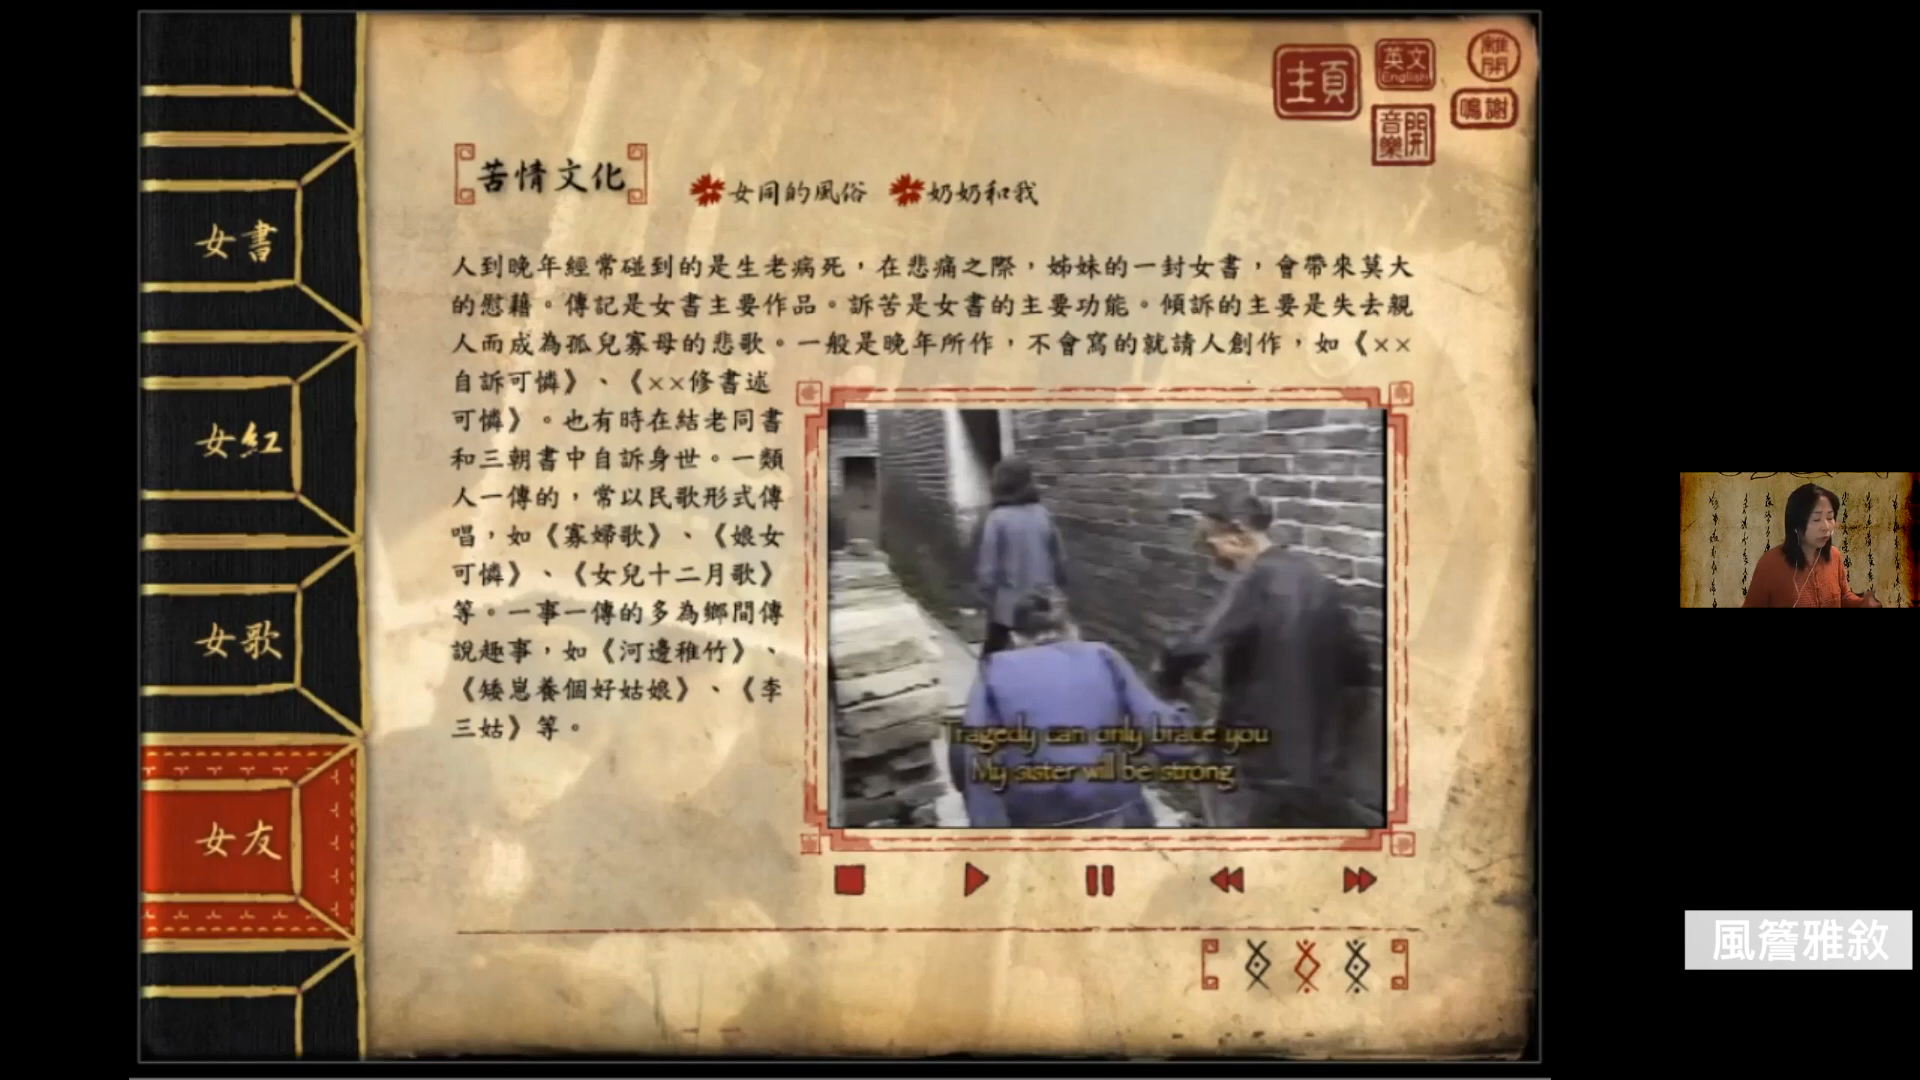 主頁
英文
English
離開
音樂開
鳴謝
苦情文化
女同的風俗
奶奶和我
人到晚年經常碰到的是生老病死，在悲痛之際，姊妹的一封女書，會帶來莫大
的慰藉。傳記是女書主要作品。訴苦是女書的主要功能。傾訴的主要是失去親
人而成為孤兒寡母的悲歌。一般是晚年所作，不會寫的就請人創作，如《××
自訴可憐》、《××修書述
可憐》。也有時在結老同書
和三朝書中自訴身世。一類
人一傳的，常以民歌形式傳
唱，如《寡婦歌》、《娘女
可憐》、《女兒十二月歌》
等。一事一傳的多為鄉間傳
說趣事，如《河邊稚竹》、
《矮崽養個好姑娘》、《李
三姑》等。
Tragedy can only brace you
My sister will be strong
女書
女紅
女歌
女友
風簷雅敘